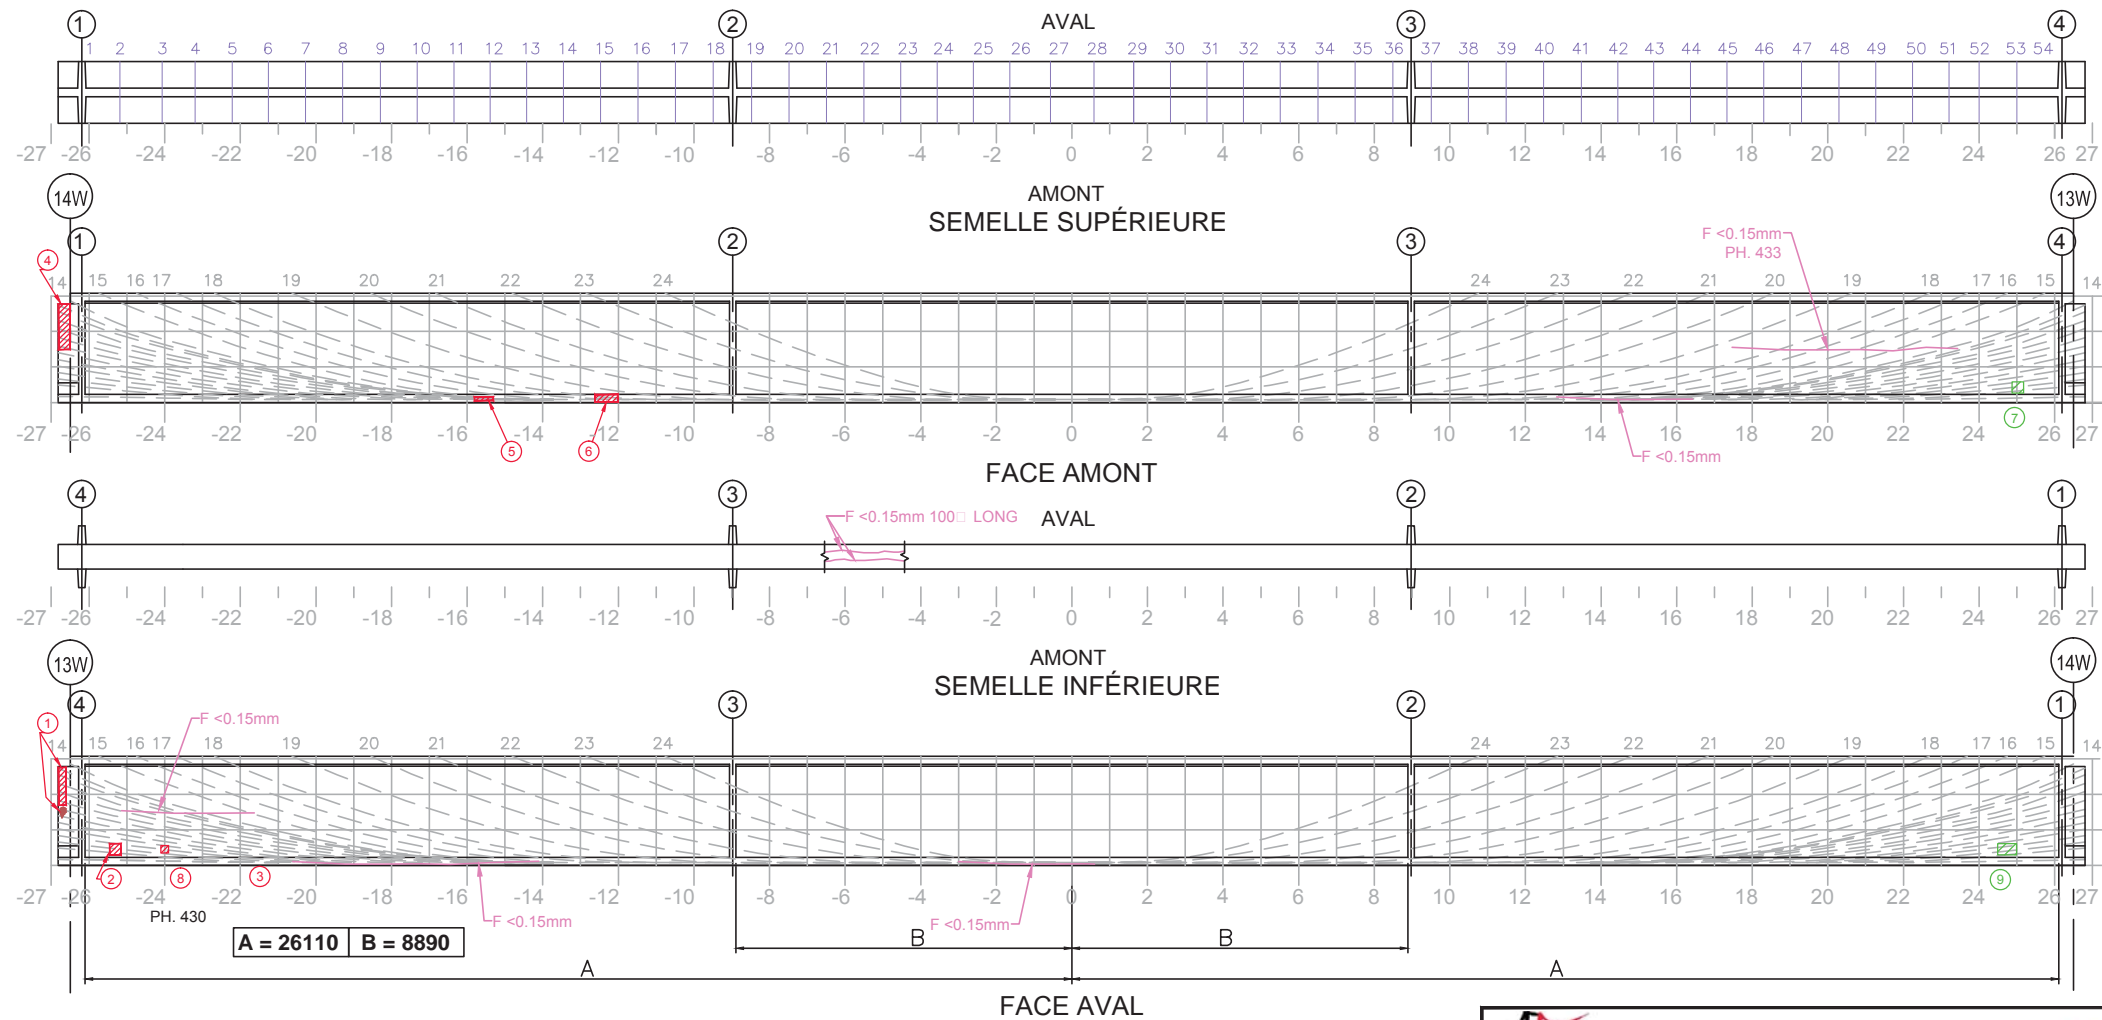 1 2 AVAL 3 4
1 2 3 4 5 6 7 8 9 10 11 12 13 14 15 16 17 18 19 20 21 22 23 24 25 26 27 28 29 30 31 32 33 34 35 36 37 38 39 40 41 42 43 44 45 46 47 48 49 50 51 52 53 54
-27 -26 -24 -22 -20 -18 -16 -14 -12 -10 -8 -6 -4 -2 0 2 4 6 8 10 12 14 16 18 20 22 24 26 27
14W AMONT 13W
SEMELLE SUPÉRIEURE
1 2 3 4
F <0.15mm
PH. 433
4
14 15 16 17 18 19 20 21 22 23 24 24 23 22 21 20 19 18 17 16 15 14
-27 -26 -24 -22 -20 -18 -16 -14 -12 -10 -8 -6 -4 -2 0 2 4 6 8 10 12 14 16 18 20 22 24 26 27
5 6 7
F <0.15mm
FACE AMONT
4 3 2 1
F <0.15mm 100 LONG AVAL
-27 -26 -24 -22 -20 -18 -16 -14 -12 -10 -8 -6 -4 -2 0 2 4 6 8 10 12 14 16 18 20 22 24 26 27
13W AMONT 14W
SEMELLE INFÉRIEURE
4 3 2 1
1 F <0.15mm
14 15 16 17 18 19 20 21 22 23 24 24 23 22 21 20 19 18 17 16 15 14
2 8 3 9
-27 -26 -24 -22 -20 -18 -16 -14 -12 -10 -8 -6 -4 -2 0 2 4 6 8 10 12 14 16 18 20 22 24 26 27
PH. 430 F <0.15mm F <0.15mm
A = 26110 B = 8890 B B
A A
FACE AVAL